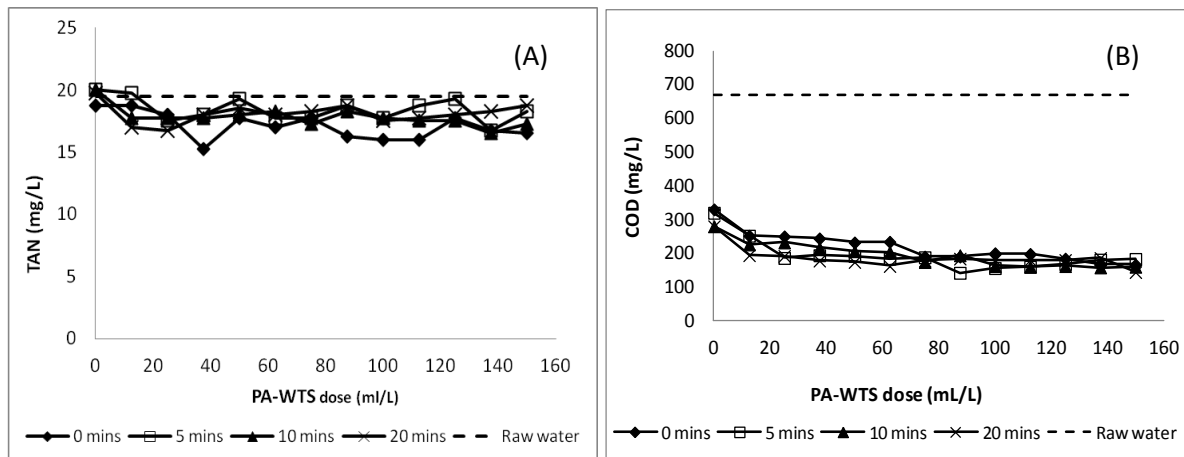 25
20
15
10
5
0
TAN (mg/L)
(A)
0 20 40 60 80 100 120 140 160
PA-WTS dose (ml/L)
0 mins 5 mins 10 mins 20 mins Raw water
800
700
600
500
400
300
200
100
0
COD (mg/L)
(B)
0 20 40 60 80 100 120 140 160
PA-WTS dose (mL/L)
0 mins 5 mins 10 mins 20 mins Raw water